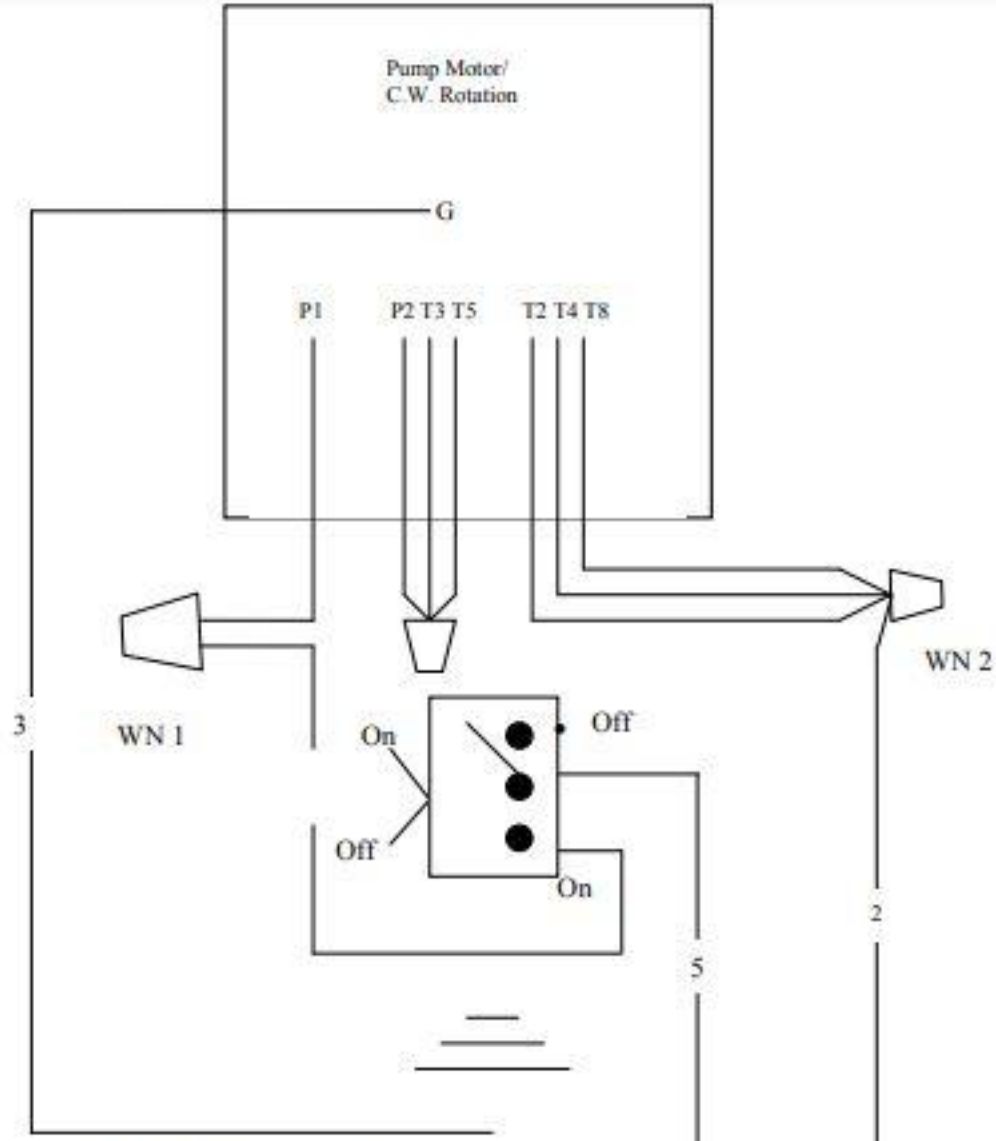 Pump Motor/
C.W. Rotation
G
P1 P2 T3 T5 T2 T4 T8
WN 2
3
WN 1
On
Off
Off
On
2
5